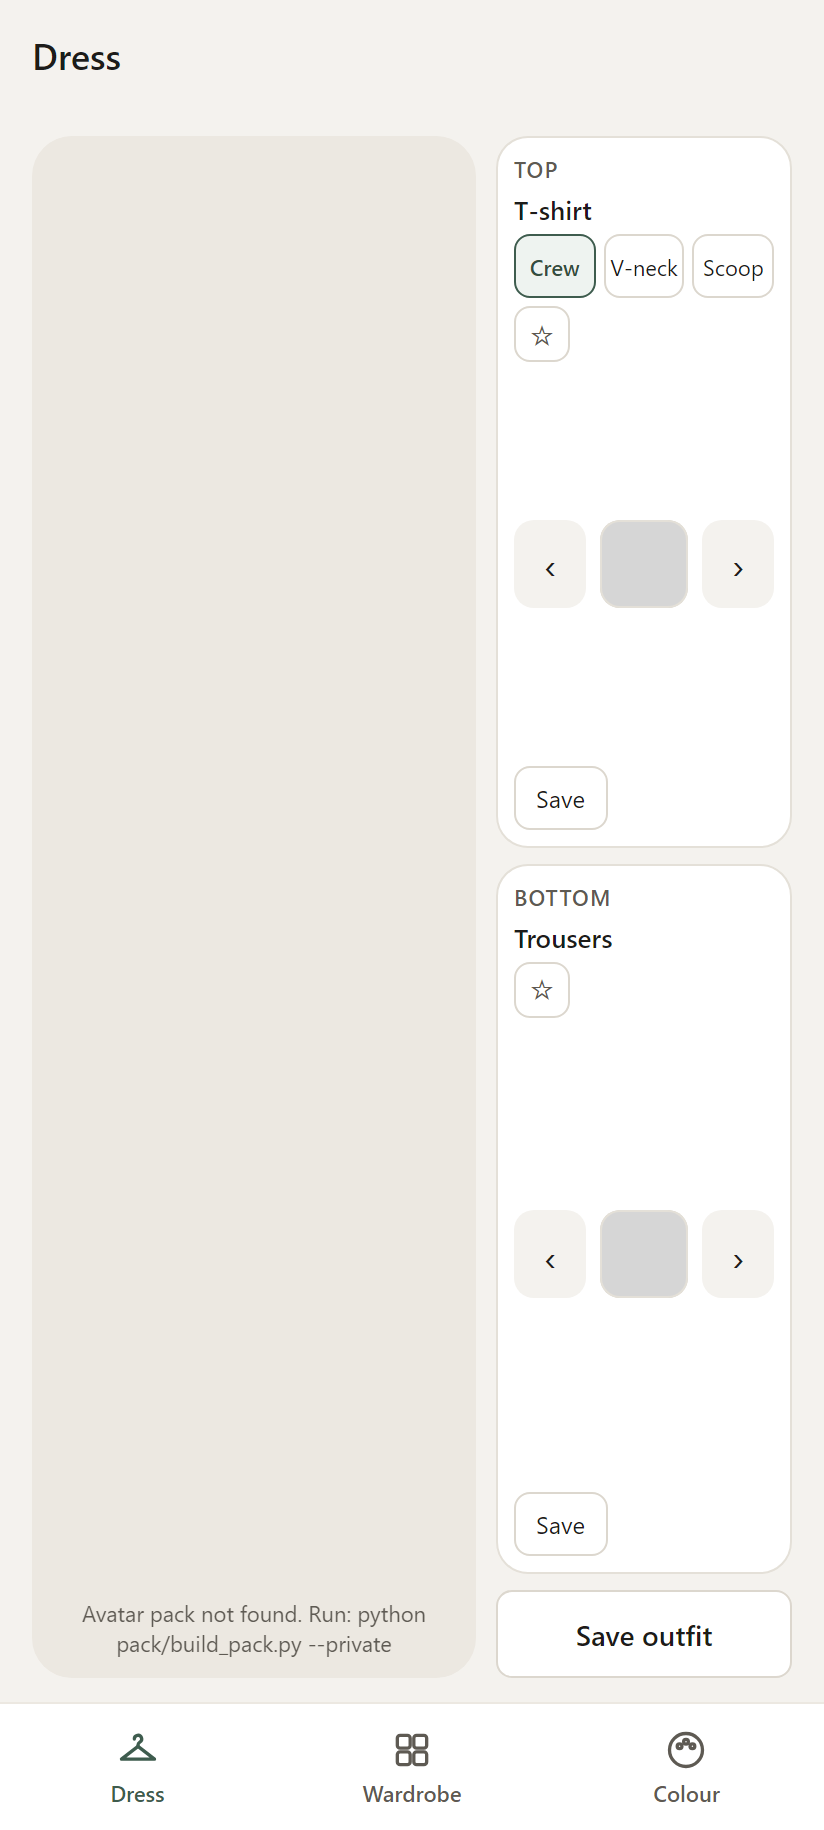 Dress
TOP
T-shirt
Crew
V-neck
Scoop
☆
‹
›
Save
BOTTOM
Trousers
☆
‹
›
Save
Avatar pack not found. Run: python
pack/build_pack.py --private
Save outfit
Dress
Wardrobe
Colour